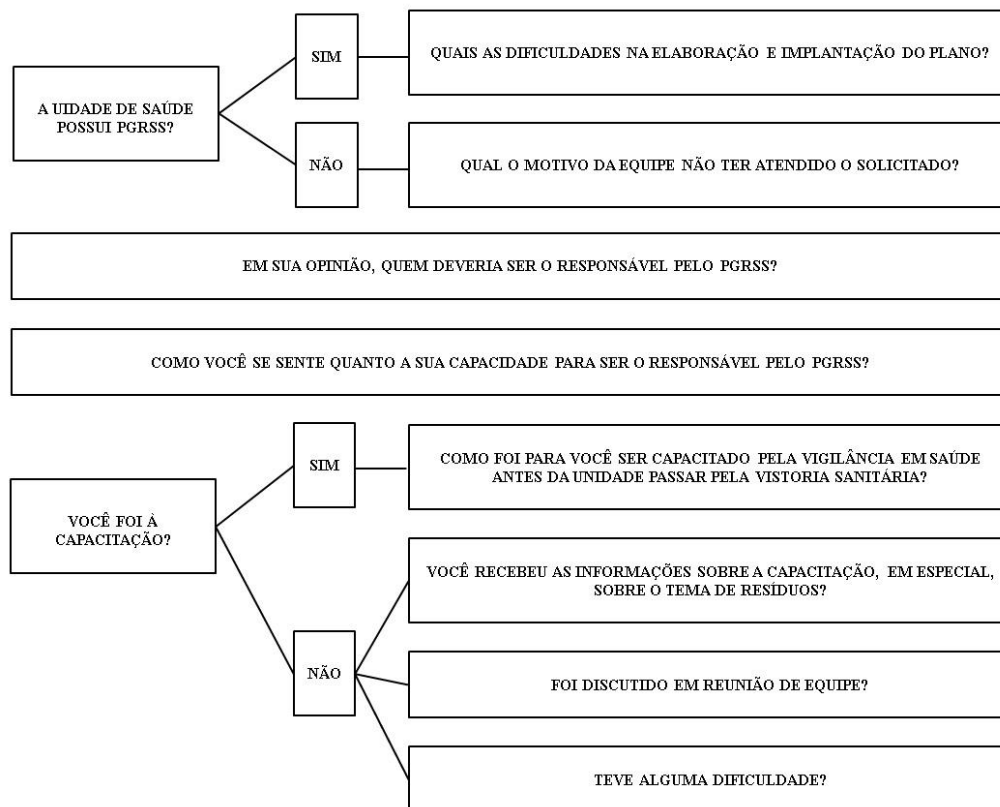 SIM
QUAIS AS DIFICULDADES NA ELABORAÇÃO E IMPLANTAÇÃO DO PLANO?
A UIDADE DE SAÚDE
POSSUI PGRSS?
NÃO
QUAL O MOTIVO DA EQUIPE NÃO TER ATENDIDO O SOLICITADO?
EM SUA OPINIÃO, QUEM DEVERIA SER O RESPONSÁVEL PELO PGRSS?
COMO VOCÊ SE SENTE QUANTO A SUA CAPACIDADE PARA SER O RESPONSÁVEL PELO PGRSS?
SIM
COMO FOI PARA VOCÊ SER CAPACITADO PELA VIGILÂNCIA EM SAÚDE
ANTES DA UNIDADE PASSAR PELA VISTORIA SANITÁRIA?
VOCÊ FOI À
CAPACITAÇÃO?
VOCÊ RECEBEU AS INFORMAÇÕES SOBRE A CAPACITAÇÃO, EM ESPECIAL,
SOBRE O TEMA DE RESÍDUOS?
NÃO
FOI DISCUTIDO EM REUNIÃO DE EQUIPE?
TEVE ALGUMA DIFICULDADE?